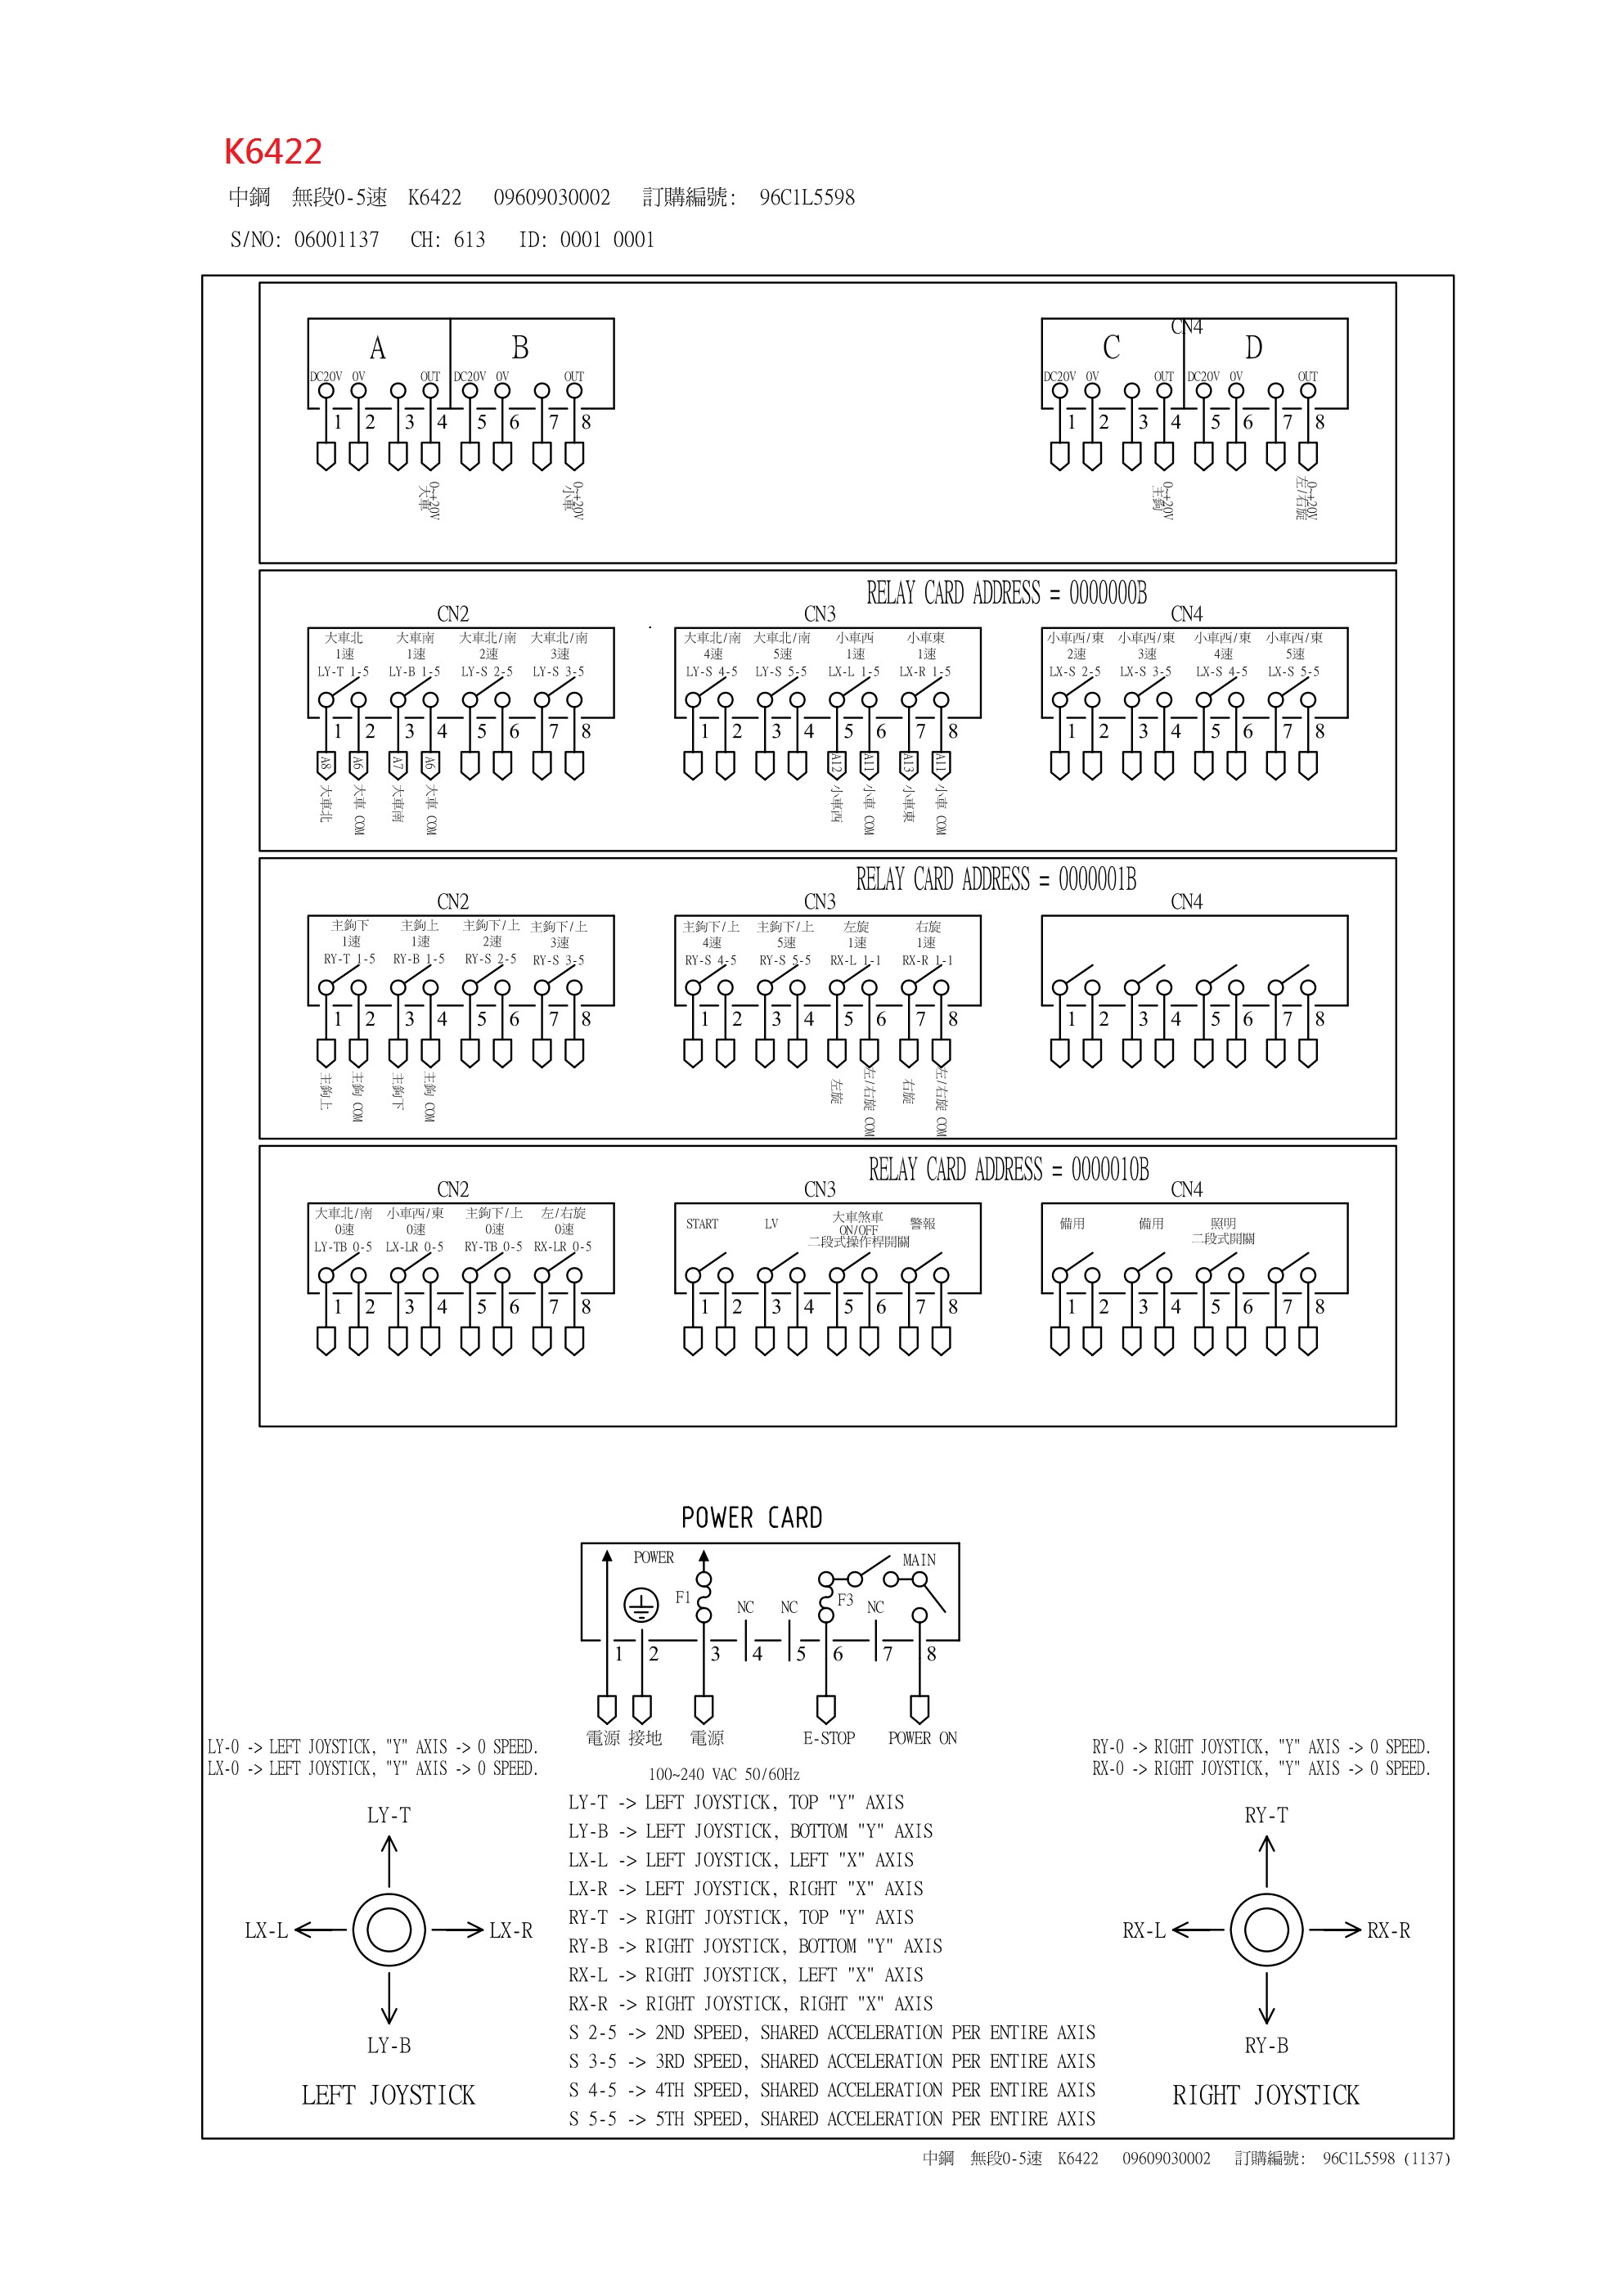 K6422
中鋼 無段0-5速 K6422 09609030002 訂購編號: 96C1L5598
S/NO: 06001137 CH: 613 ID: 0001 0001
A B
DC20V 0V OUT DC20V 0V OUT
1 2 3 4 5 6 7 8
0~+20V 大車
0~+20V 小車
CN4
C D
DC20V 0V OUT DC20V 0V OUT
1 2 3 4 5 6 7 8
0~+20V 主鉤
0~+20V 左/右旋
RELAY CARD ADDRESS = 0000000B
CN2
大車北 大車南 大車北/南 大車北/南
1速 1速 2速 3速
LY-T 1-5 LY-B 1-5 LY-S 2-5 LY-S 3-5
1 2 3 4 5 6 7 8
A8 A6 A7 A6
大車北 大車 COM 大車南 大車 COM
CN3
大車北/南 大車北/南 小車西 小車東
4速 5速 1速 1速
LY-S 4-5 LY-S 5-5 LX-L 1-5 LX-R 1-5
1 2 3 4 5 6 7 8
A12 A11 A13 A11
小車西 小車 COM 小車東 小車 COM
CN4
小車西/東 小車西/東 小車西/東 小車西/東
2速 3速 4速 5速
LX-S 2-5 LX-S 3-5 LX-S 4-5 LX-S 5-5
1 2 3 4 5 6 7 8
RELAY CARD ADDRESS = 0000001B
CN2
主鉤下 主鉤上 主鉤下/上 主鉤下/上
1速 1速 2速 3速
RY-T 1-5 RY-B 1-5 RY-S 2-5 RY-S 3-5
1 2 3 4 5 6 7 8
主鉤上 主鉤 COM 主鉤下 主鉤 COM
CN3
主鉤下/上 主鉤下/上 左旋 右旋
4速 5速 1速 1速
RY-S 4-5 RY-S 5-5 RX-L 1-1 RX-R 1-1
1 2 3 4 5 6 7 8
左旋 左/右旋 COM 右旋 左/右旋 COM
CN4
1 2 3 4 5 6 7 8
RELAY CARD ADDRESS = 0000010B
CN2
大車北/南 小車西/東 主鉤下/上 左/右旋
0速 0速 0速 0速
LY-TB 0-5 LX-LR 0-5 RY-TB 0-5 RX-LR 0-5
1 2 3 4 5 6 7 8
CN3
START LV 大車煞車 警報
ON/OFF
二段式操作桿開關
1 2 3 4 5 6 7 8
CN4
備用 備用 照明
二段式開關
1 2 3 4 5 6 7 8
POWER CARD
POWER MAIN
F1 NC NC F3 NC
1 2 3 4 5 6 7 8
電源 接地 電源 E-STOP POWER ON
100~240 VAC 50/60Hz
LY-0 -> LEFT JOYSTICK, "Y" AXIS -> 0 SPEED.
LX-0 -> LEFT JOYSTICK, "Y" AXIS -> 0 SPEED.
RY-0 -> RIGHT JOYSTICK, "Y" AXIS -> 0 SPEED.
RX-0 -> RIGHT JOYSTICK, "Y" AXIS -> 0 SPEED.
LY-T
LX-L LX-R
LY-B
LEFT JOYSTICK
LY-T -> LEFT JOYSTICK, TOP "Y" AXIS
LY-B -> LEFT JOYSTICK, BOTTOM "Y" AXIS
LX-L -> LEFT JOYSTICK, LEFT "X" AXIS
LX-R -> LEFT JOYSTICK, RIGHT "X" AXIS
RY-T -> RIGHT JOYSTICK, TOP "Y" AXIS
RY-B -> RIGHT JOYSTICK, BOTTOM "Y" AXIS
RX-L -> RIGHT JOYSTICK, LEFT "X" AXIS
RX-R -> RIGHT JOYSTICK, RIGHT "X" AXIS
S 2-5 -> 2ND SPEED, SHARED ACCELERATION PER ENTIRE AXIS
S 3-5 -> 3RD SPEED, SHARED ACCELERATION PER ENTIRE AXIS
S 4-5 -> 4TH SPEED, SHARED ACCELERATION PER ENTIRE AXIS
S 5-5 -> 5TH SPEED, SHARED ACCELERATION PER ENTIRE AXIS
RY-T
RX-L RX-R
RY-B
RIGHT JOYSTICK
中鋼 無段0-5速 K6422 09609030002 訂購編號: 96C1L5598 (1137)